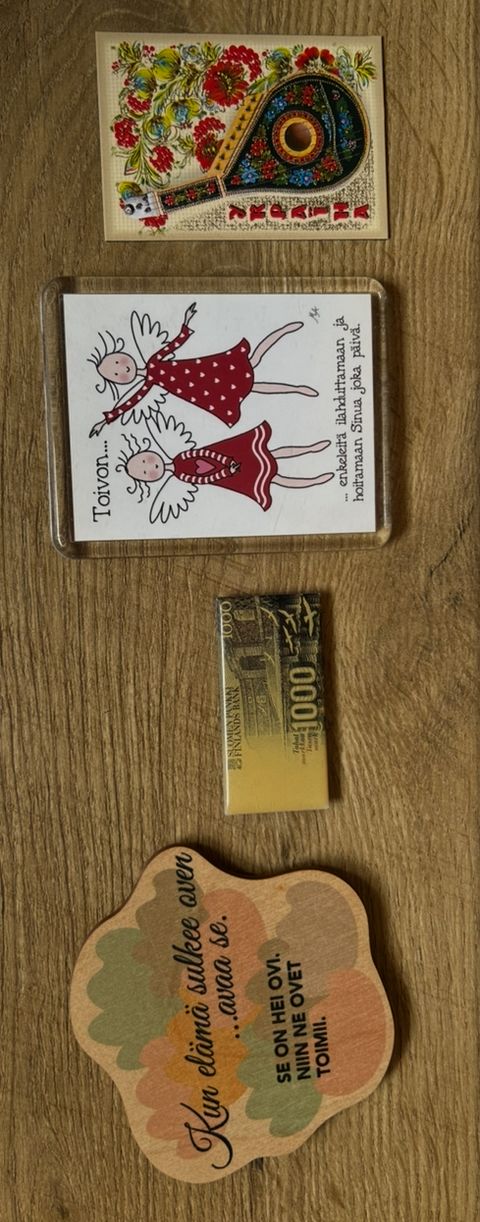 УКРАЇНА
Toivon...
... enkeleitä ilahduttamaan ja
hoitamaan Sinua joka päivä.
1000
SUOMEN PANKKI
FINLANDS BANK
1000
Kun elämä sulkee oven
...avaa se.
SE ON HEI OVI.
NIIN NE OVET
TOIMII.